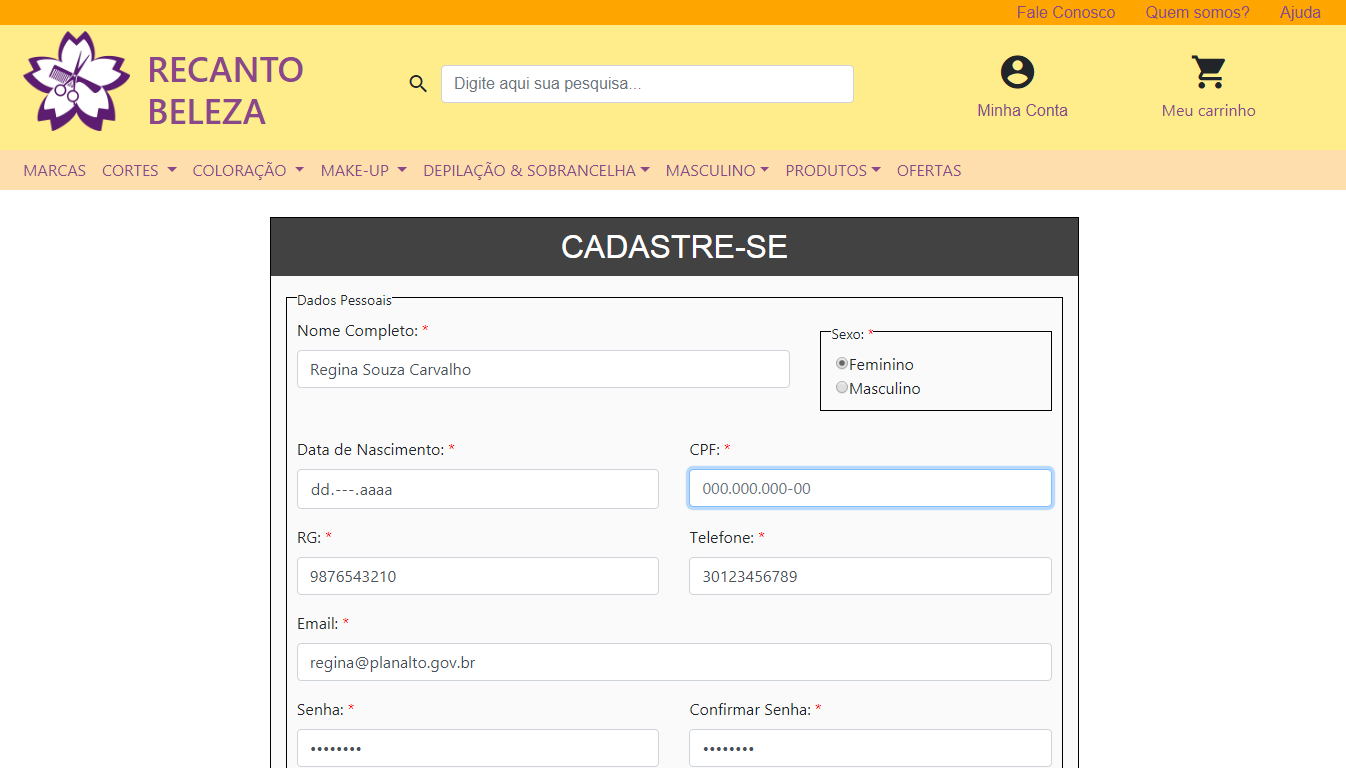 Fale Conosco Quem somos? Ajuda
RECANTO
BELEZA
Digite aqui sua pesquisa...
Minha Conta
Meu carrinho
MARCAS CORTES COLORAÇÃO MAKE-UP DEPILAÇÃO & SOBRANCELHA MASCULINO PRODUTOS OFERTAS
CADASTRE-SE
Dados Pessoais
Nome Completo: *
Regina Souza Carvalho
Sexo: *
Feminino
Masculino
Data de Nascimento: *
dd.---.aaaa
CPF: *
000.000.000-00
RG: *
9876543210
Telefone: *
30123456789
Email: *
regina@planalto.gov.br
Senha: *
••••••••
Confirmar Senha: *
••••••••